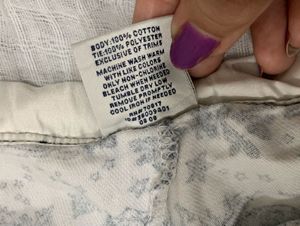 BODY:100% COTTON
TIE:100% POLYESTER
EXCLUSIVE OF TRIMS
MACHINE WASH WARM
WITH LIKE COLORS
ONLY NON-CHLORINE
BLEACH WHEN NEEDED
TUMBLE DRY LOW
REMOVE PROMPTLY
COOL IRON IF NEEDED